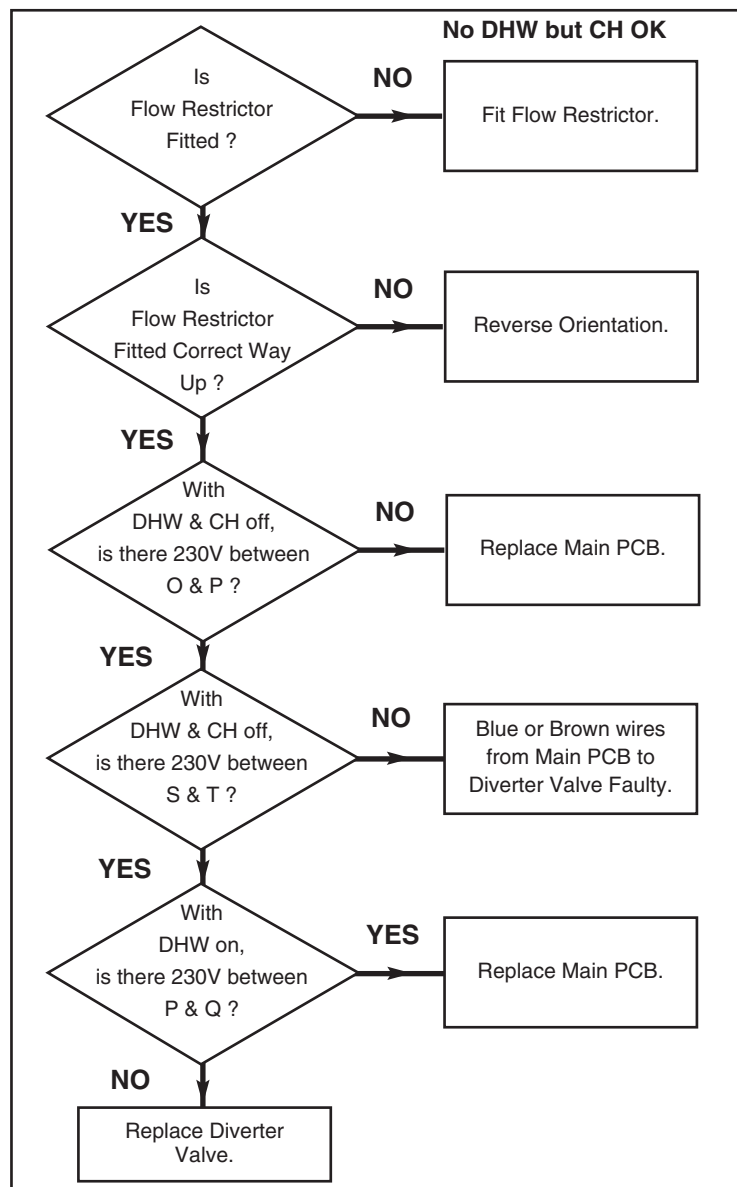 No DHW but CH OK
Is
Flow Restrictor
Fitted ?
NO
Fit Flow Restrictor.
YES
Is
Flow Restrictor
Fitted Correct Way
Up ?
NO
Reverse Orientation.
YES
With
DHW & CH off,
is there 230V between
O & P ?
NO
Replace Main PCB.
YES
With
DHW & CH off,
is there 230V between
S & T ?
NO
Blue or Brown wires
from Main PCB to
Diverter Valve Faulty.
YES
With
DHW on,
is there 230V between
P & Q ?
YES
Replace Main PCB.
NO
Replace Diverter
Valve.